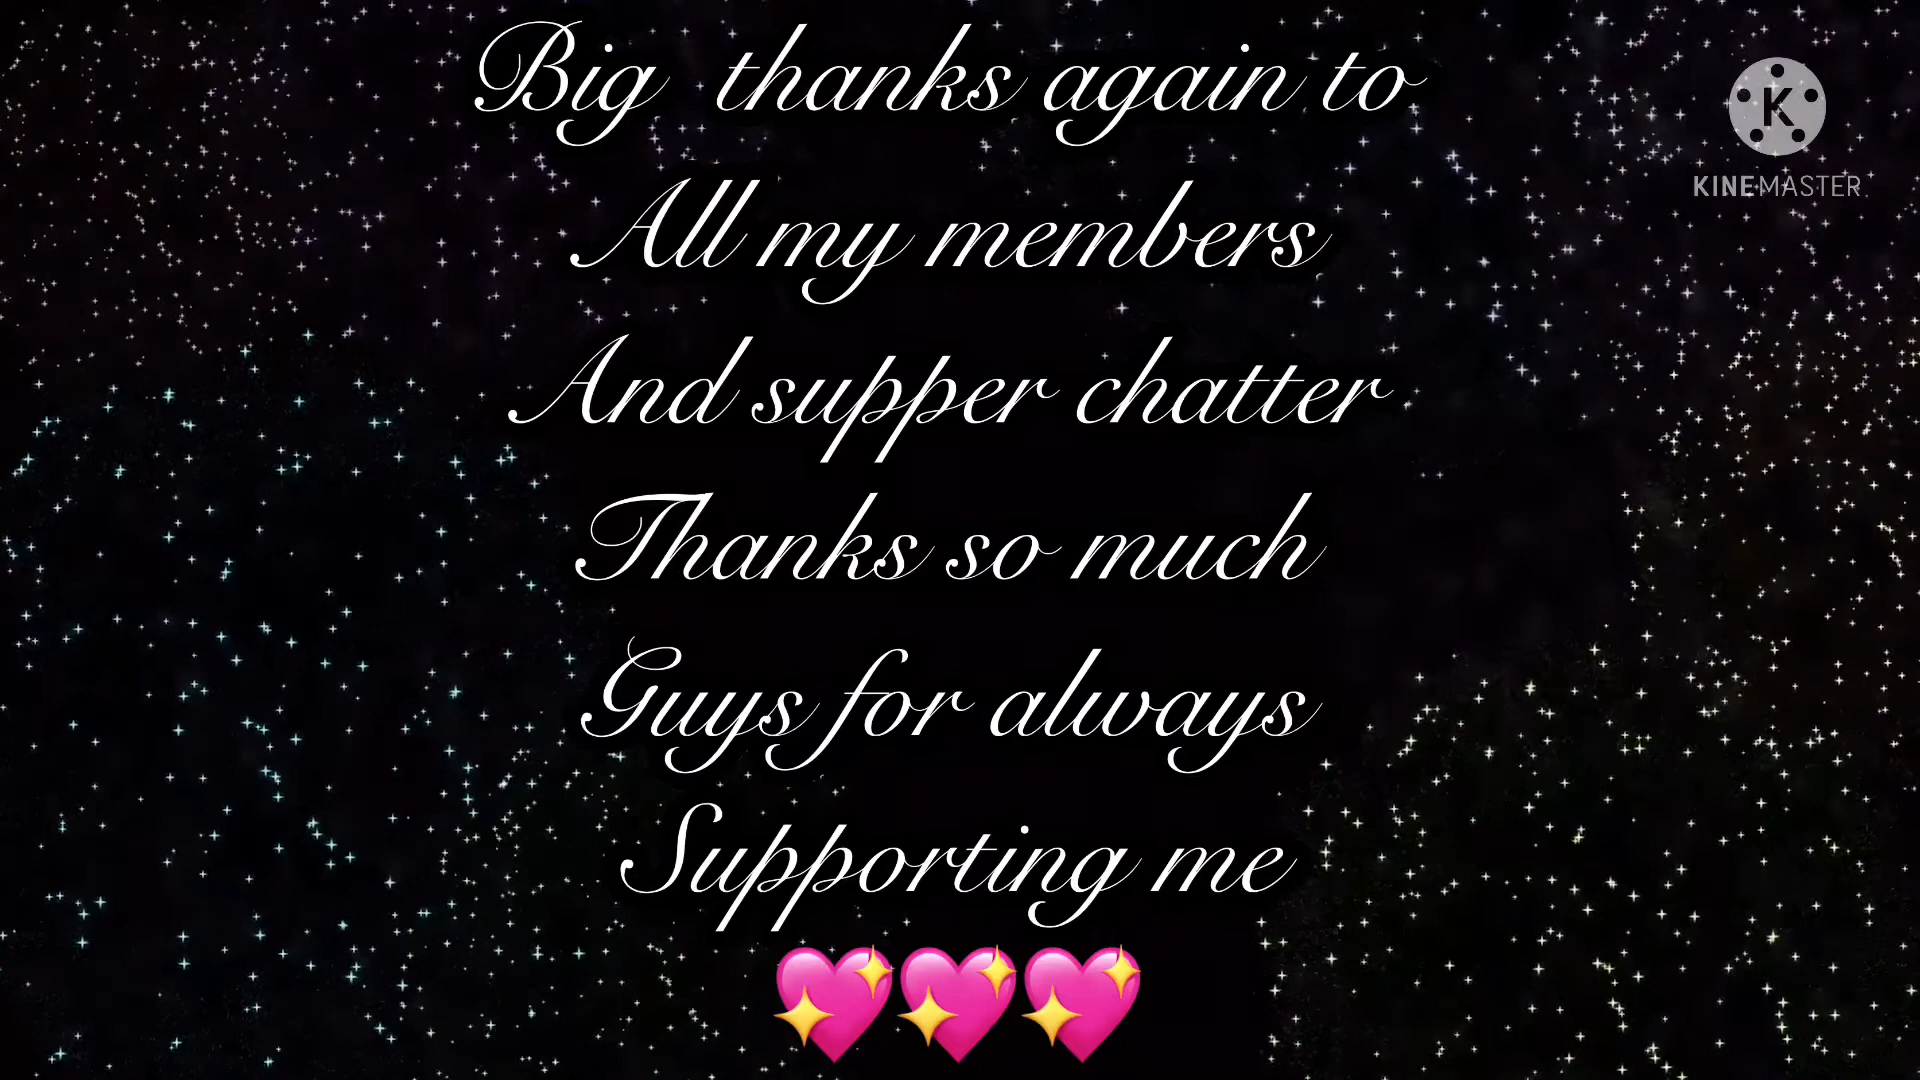 Big thanks again to
All my members
And supper chatter
Thanks so much
Guys for always
Supporting me
💖💖💖
K
KINEMASTER